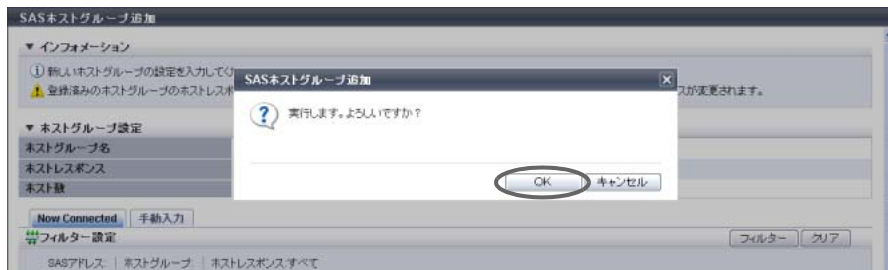 SASホストグループ追加
▼ インフォメーション
新しいホストグループの設定を入力してく
登録済みのホストグループのホストレスポ
スが変更されます。
SASホストグループ追加
実行します。よろしいですか?
OK キャンセル
▼ ホストグループ設定
ホストグループ名
ホストレスポンス
ホスト数
Now Connected 手動入力
フィルター設定
フィルター クリア
SASアドレス: | ホストグループ: | ホストレスポンス:すべて